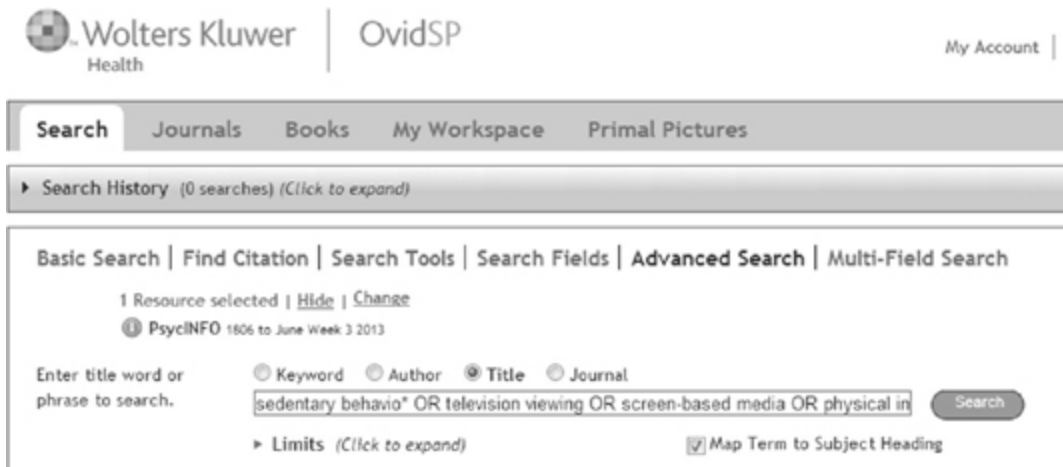 Wolters Kluwer OvidSP
Health
My Account |
Search Journals Books My Workspace Primal Pictures
Search History (0 searches) (Click to expand)
Basic Search | Find Citation | Search Tools | Search Fields | Advanced Search | Multi-Field Search
1 Resource selected | Hide | Change
PsycINFO 1806 to June Week 3 2013
Enter title word or
phrase to search.
Keyword Author Title Journal
sedentary behavio* OR television viewing OR screen-based media OR physical in
Search
Limits (Click to expand) Map Term to Subject Heading